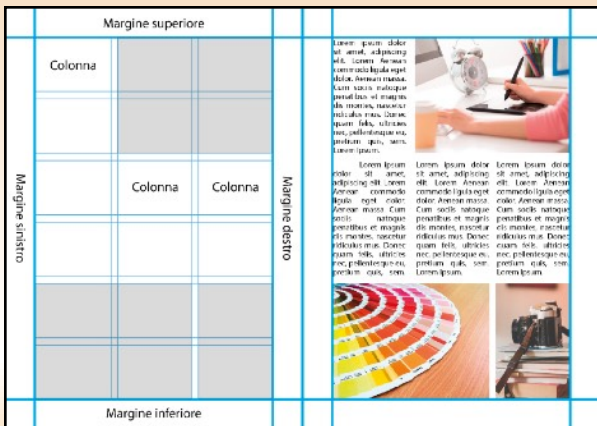 Margine superiore
Colonna
Margine sinistro
Colonna
Colonna
Margine destro
Margine inferiore
Lorem ipsum dolor
sit amet, adipiscing
elit. Lorem Aenean
commodo ligula eget
dolor. Aenean massa.
Cum sociis natoque
penatibus et magnis
dis montes, nascetur
ridiculus mus. Donec
quam felis, ultricies
nec, pellentesque eu,
pretium quis, sem.
Lorem Ipsum.
Lorem ipsum
dolor sit amet,
adipiscing elit. Lorem
Aenean commodo
ligula eget dolor.
Aenean massa Cum
sociis natoque
penatibus et magnis
dis montes, nascetur
ridiculus mus. Donec
quam felis, ultricies
nec, pellentesque eu,
pretium quis, sem.
Lorem ipsum dolor
sit amet, adipiscing
elit. Lorem Aenean
commodo ligula eget
dolor. Aenean massa.
Cum sociis natoque
penatibus et magnis
dis montes, nascetur
ridiculus mus. Donec
quam felis, ultricies
nec, pellentesque eu,
pretium quis, sem.
Lorem Ipsum.
Lorem ipsum dolor
sit amet, adipiscing
elit. Lorem Aenean
commodo ligula eget
dolor. Aenean massa.
Cum sociis natoque
penatibus et magnis
dis montes, nascetur
ridiculus mus. Donec
quam felis, ultricies
nec, pellentesque eu,
pretium quis, sem.
Lorem Ipsum